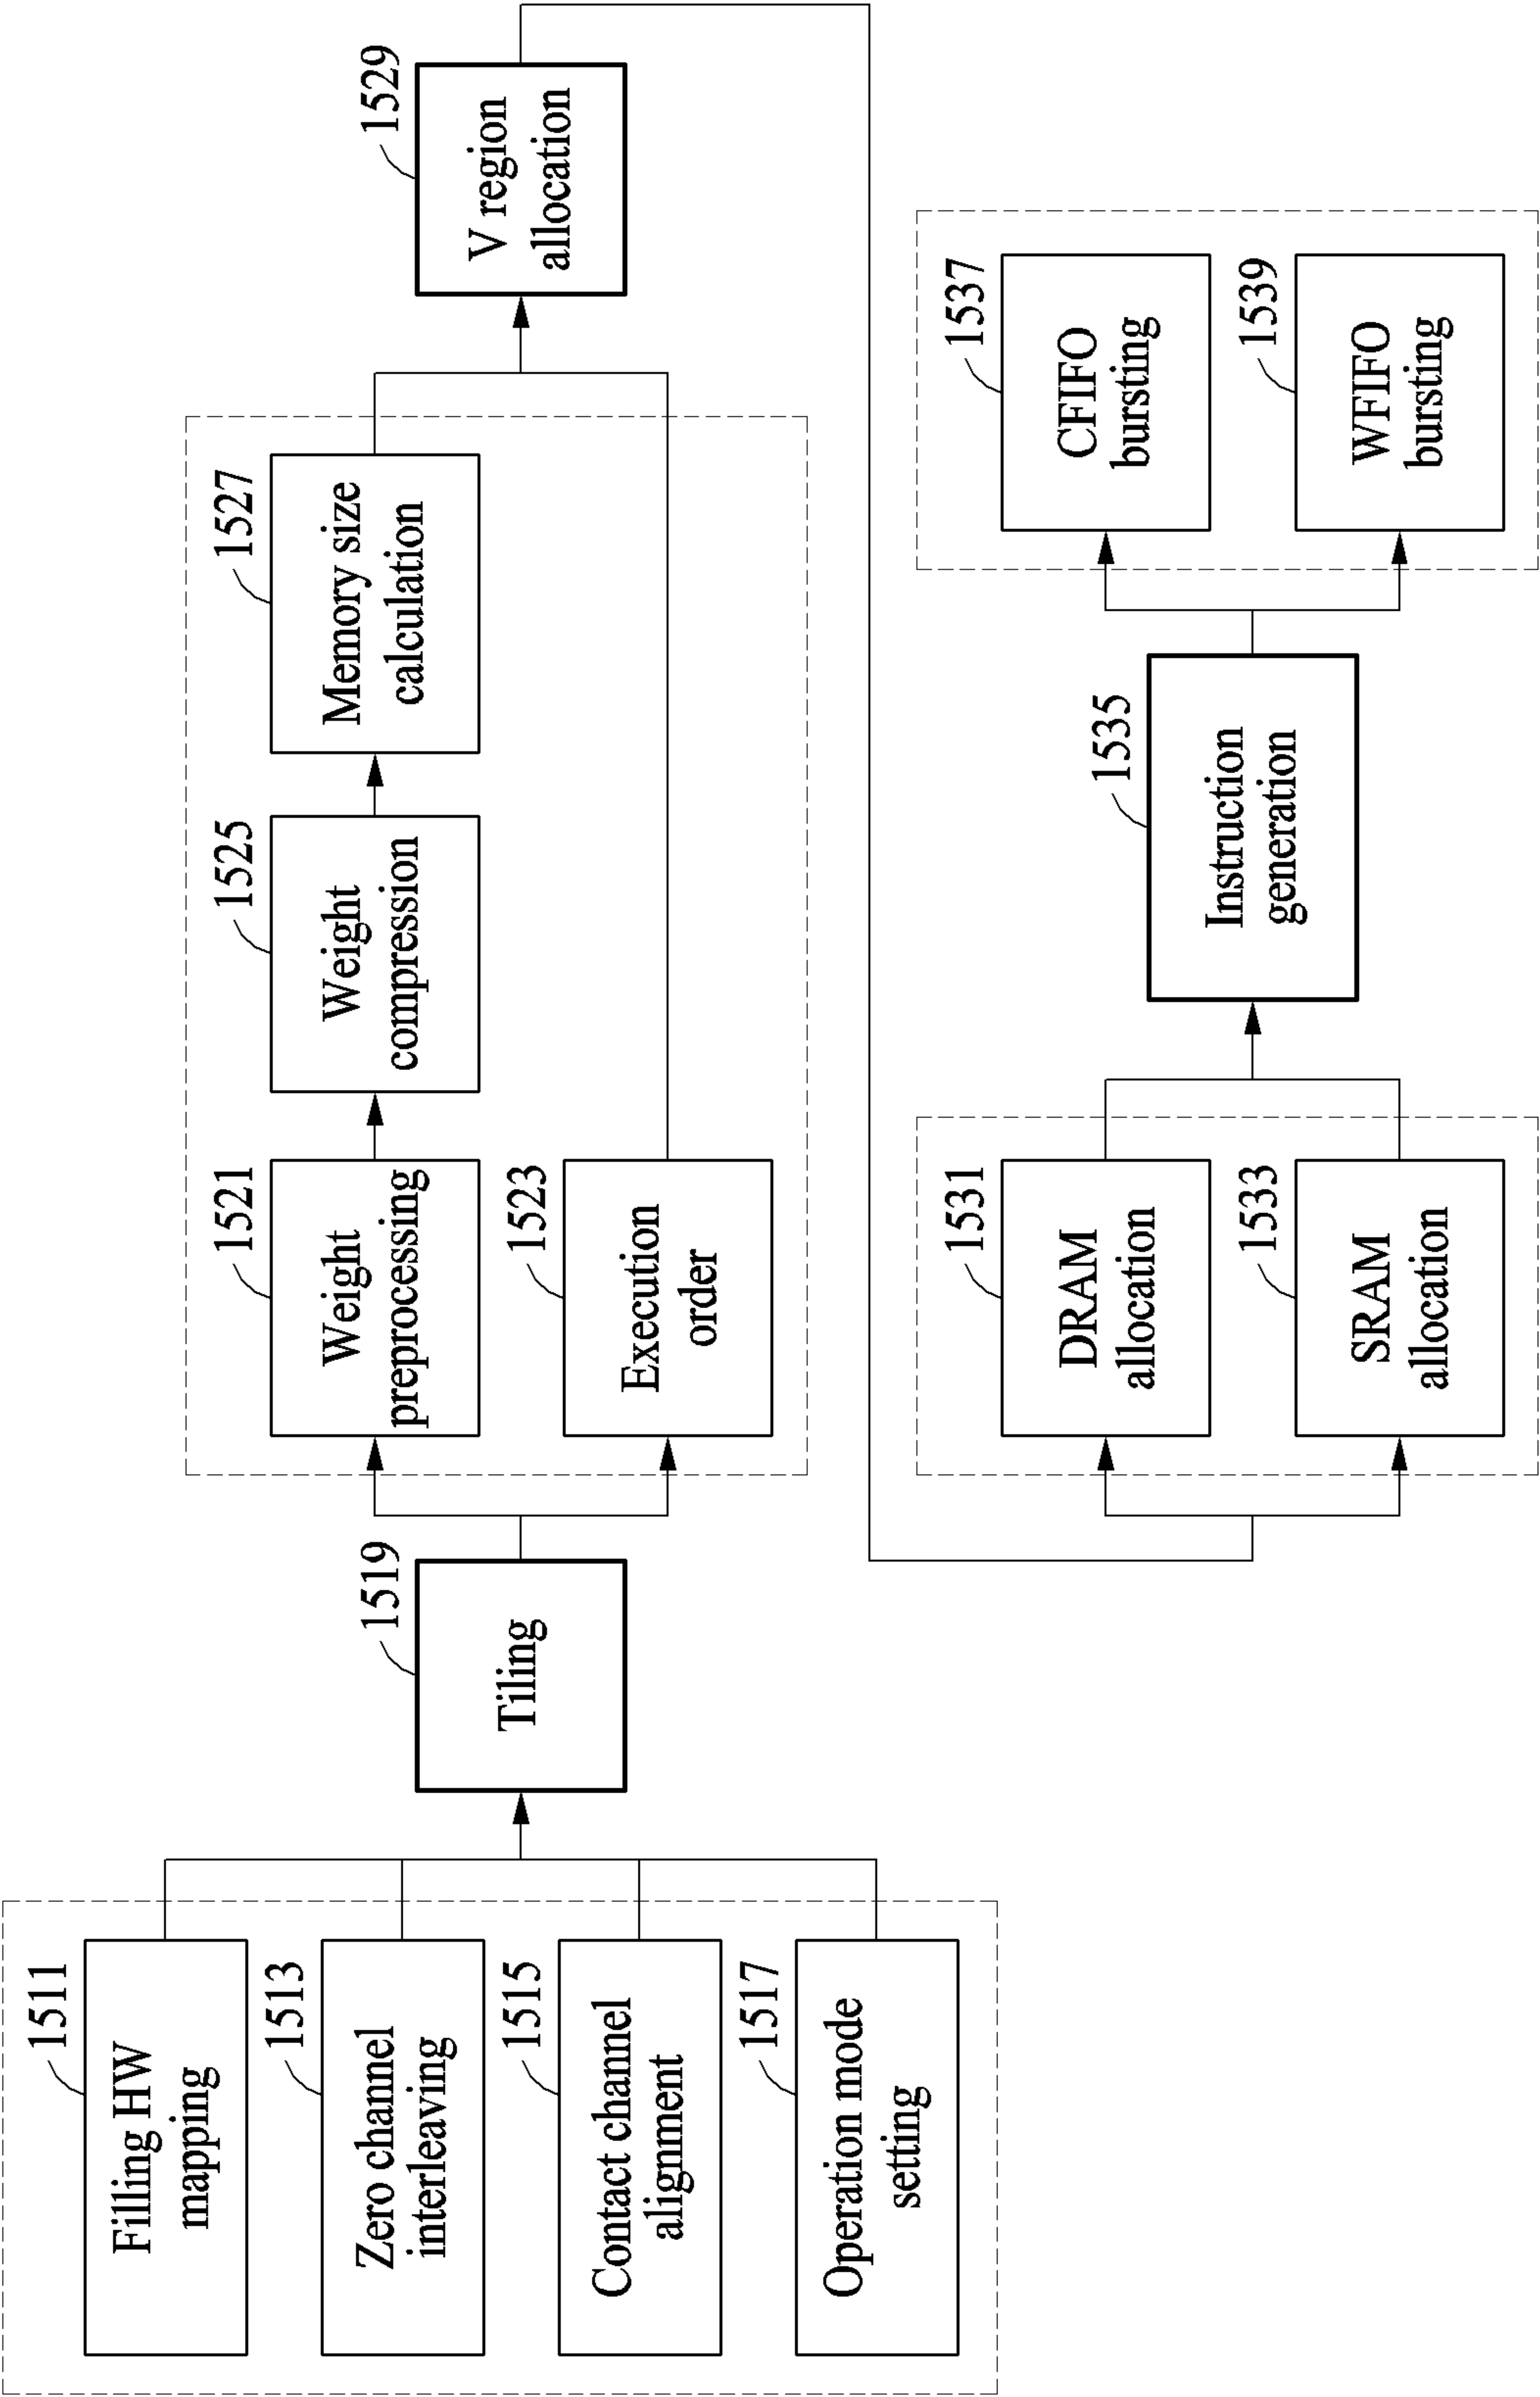 1511
Filling HW
mapping
1513
Zero channel
interleaving
1515
Contact channel
alignment
1517
Operation mode
setting
1519
Tiling
1521
Weight
preprocessing
1523
Execution
order
1525
Weight
compression
1527
Memory size
calculation
1529
V region
allocation
1531
DRAM
allocation
1533
SRAM
allocation
1535
Instruction
generation
1537
CFIFO
bursting
1539
WFIFO
bursting